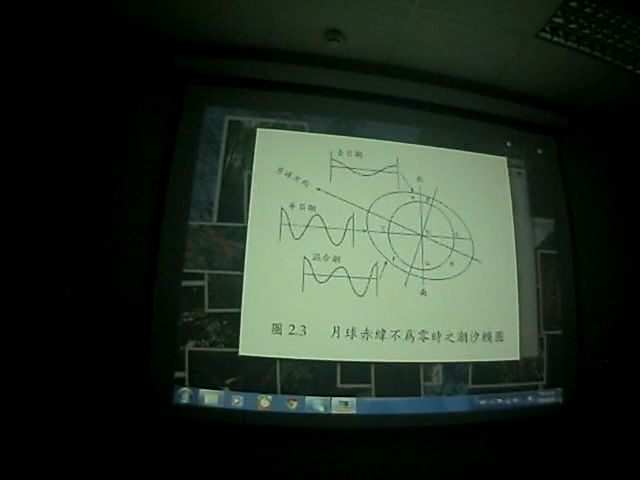 全日潮
北
月球方向
半日潮
混合潮
南
圖 2.3 月球赤緯不為零時之潮汐橢圓